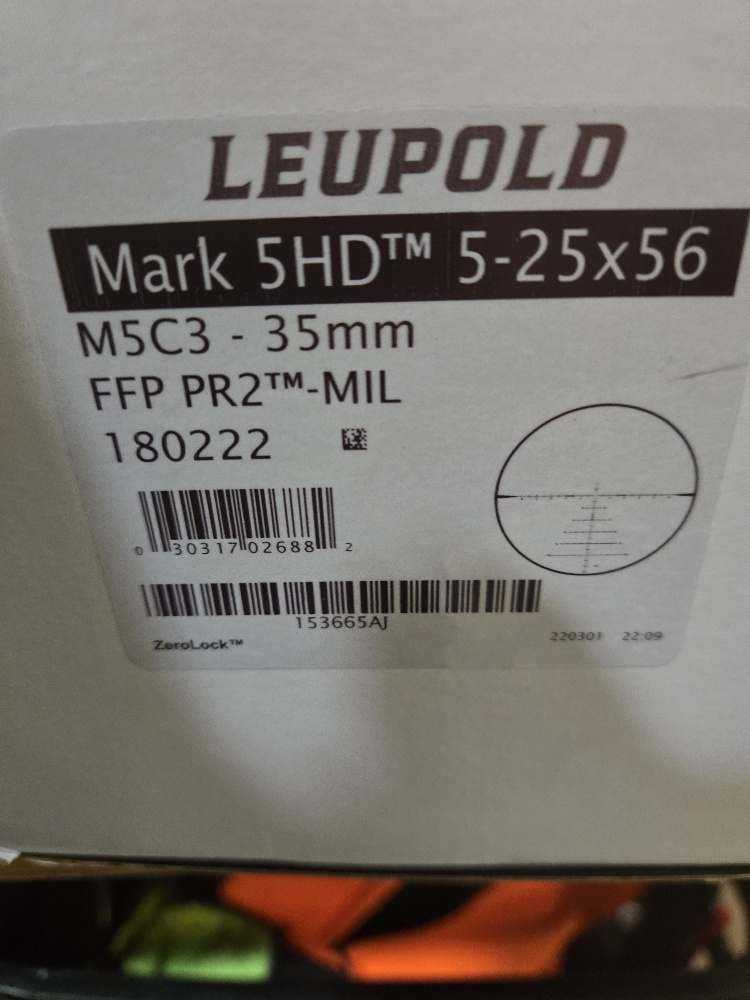 LEUPOLD
Mark 5HD™ 5-25x56
M5C3 - 35mm
FFP PR2™-MIL
180222
0 30317 02688 2
153665AJ
ZeroLock™
220301 22:09